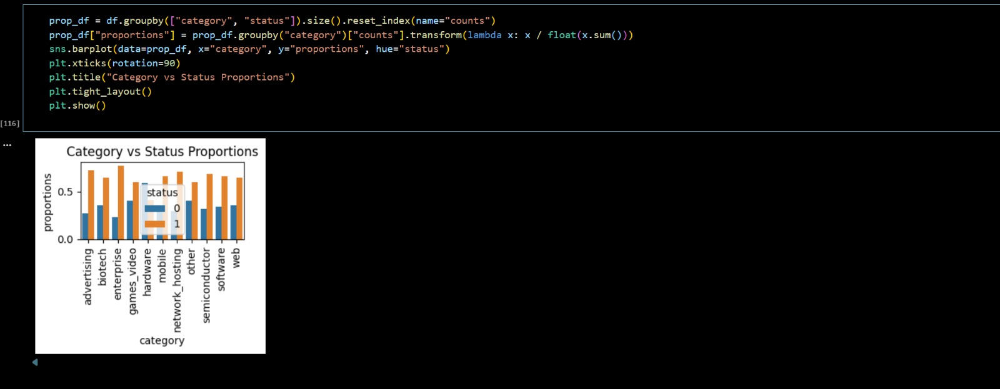 prop_df = df.groupby(["category", "status"]).size().reset_index(name="counts")
prop_df["proportions"] = prop_df.groupby("category")["counts"].transform(lambda x: x / float(x.sum()))
sns.barplot(data=prop_df, x="category", y="proportions", hue="status")
plt.xticks(rotation=90)
plt.title("Category vs Status Proportions")
plt.tight_layout()
plt.show()
[116]
...
Category vs Status Proportions
proportions
0.5
0.0
status
0
1
advertising
biotech
enterprise
games_video
hardware
mobile
network_hosting
other
semiconductor
software
web
category